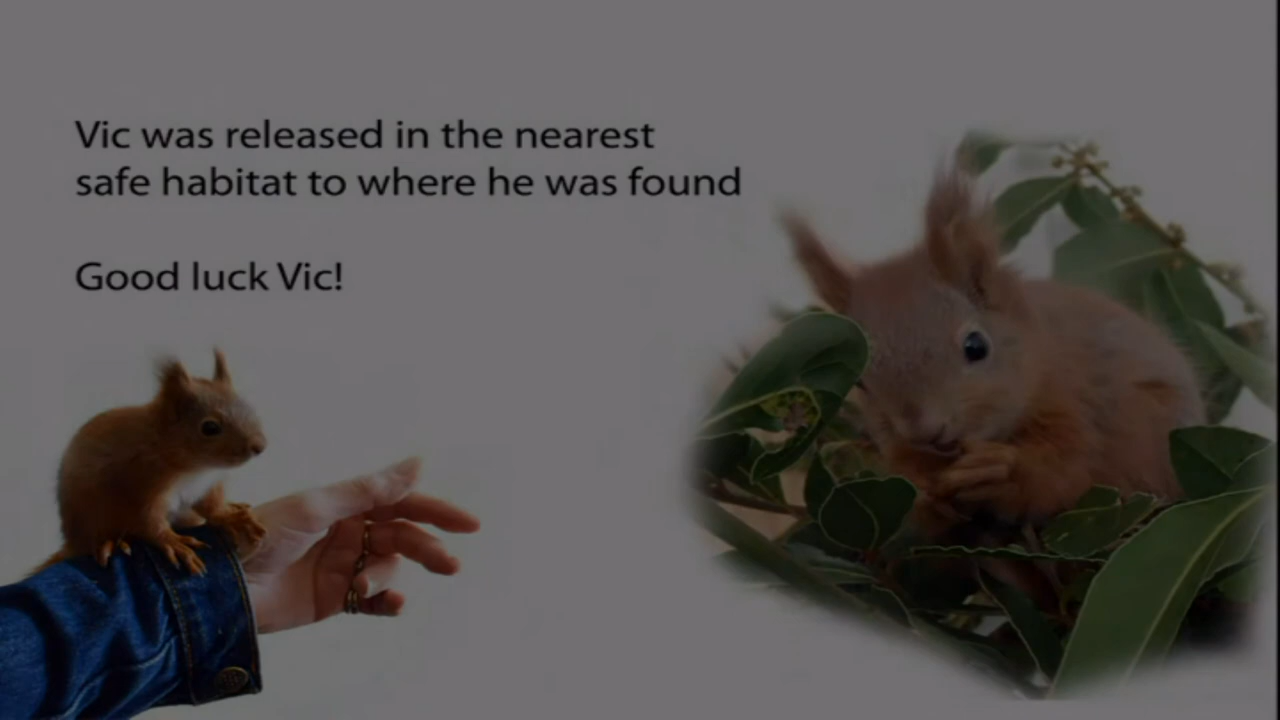 Vic was released in the nearest
safe habitat to where he was found
Good luck Vic!